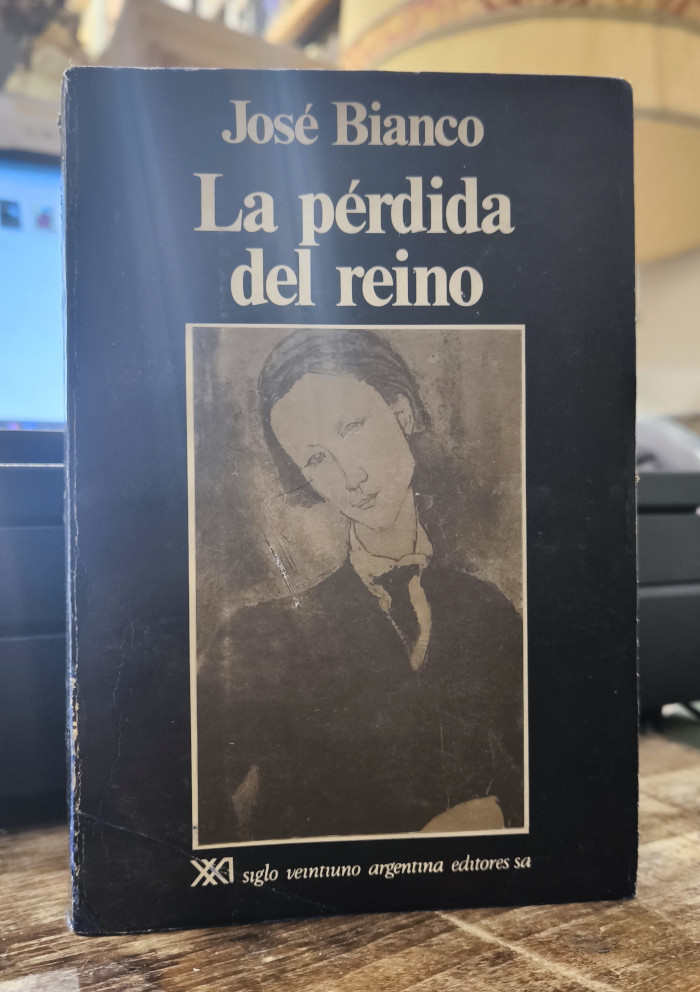 José Bianco
La pérdida
del reino
XXI siglo veintiuno argentina editores sa